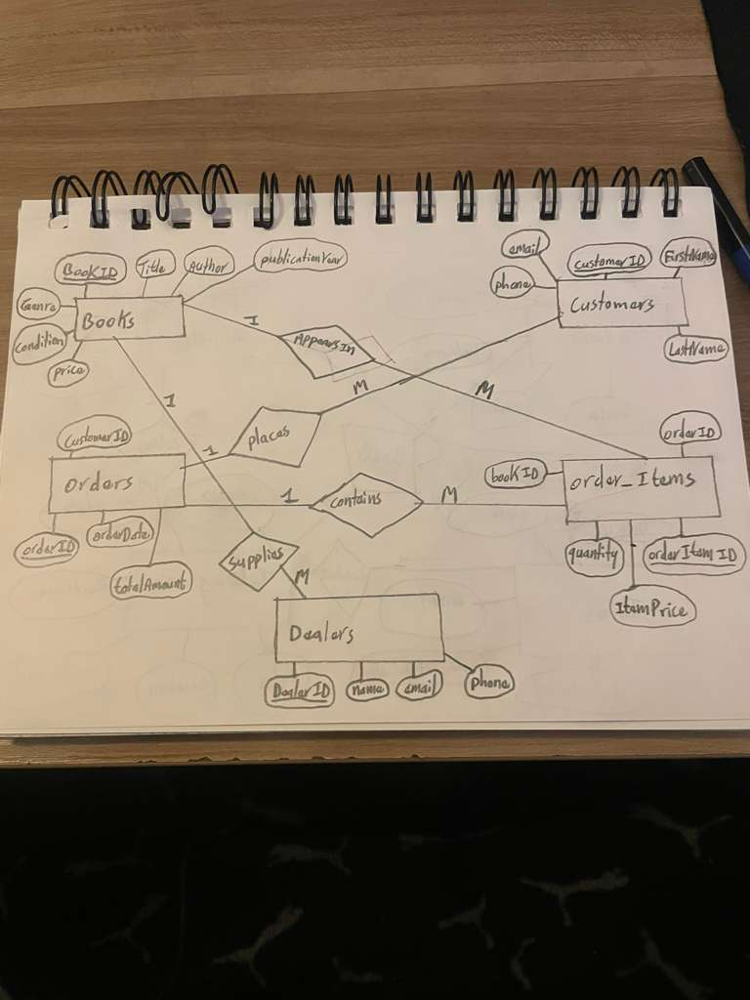 email
BookID
Title
Author
publicationYear
customerID
FirstName
phone
Genre
Books
Customers
1
Condition
AppearsIn
LastName
price
M
M
1
CustomerID
places
orderID
1
orders
bookID
order_Items
1
contains
M
orderID
orderDate
supplies
quantity
orderItemID
totalAmount
M
ItemPrice
Dealers
DealerID
name
email
phone